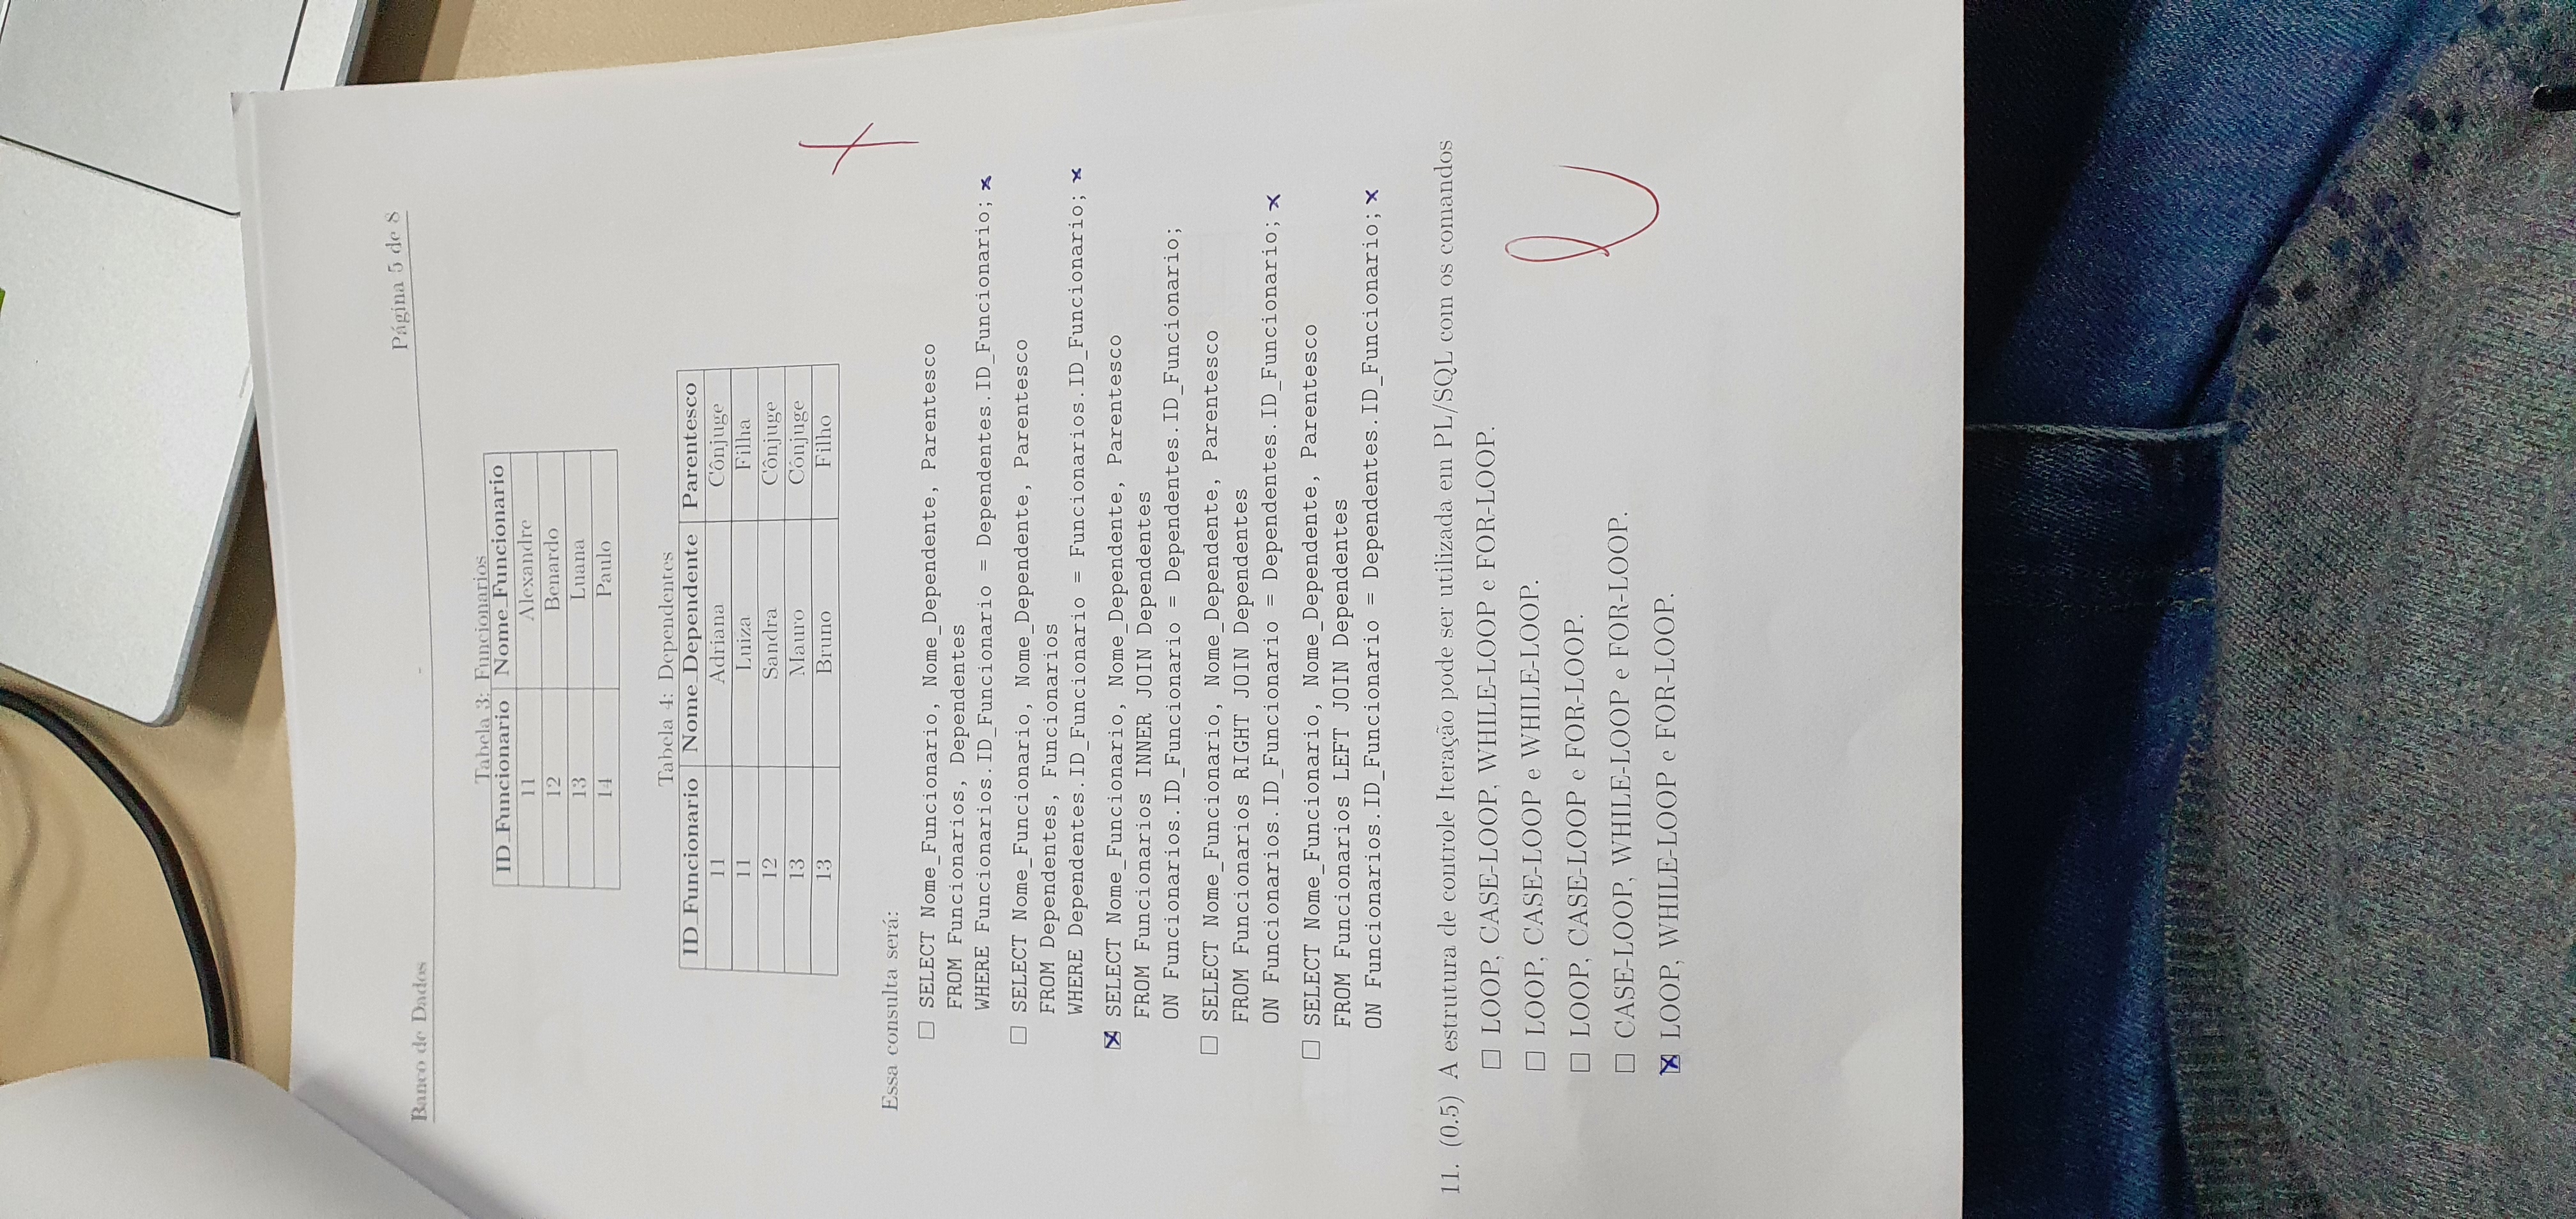 Banco de Dados - Página 5 de 8
Tabela 3: Funcionarios
ID_Funcionario Nome_Funcionario
11 Alexandre
12 Benardo
13 Luana
14 Paulo
Tabela 4: Dependentes
ID_Funcionario Nome_Dependente Parentesco
11 Adriana Cônjuge
11 Luiza Filha
12 Sandra Cônjuge
13 Mauro Cônjuge
13 Bruno Filho
Essa consulta será:
☐ SELECT Nome_Funcionario, Nome_Dependente, Parentesco
FROM Funcionarios, Dependentes
WHERE Funcionarios.ID_Funcionario = Dependentes.ID_Funcionario; x
☐ SELECT Nome_Funcionario, Nome_Dependente, Parentesco
FROM Dependentes, Funcionarios
WHERE Dependentes.ID_Funcionario = Funcionarios.ID_Funcionario; x
☒ SELECT Nome_Funcionario, Nome_Dependente, Parentesco
FROM Funcionarios INNER JOIN Dependentes
ON Funcionarios.ID_Funcionario = Dependentes.ID_Funcionario;
☐ SELECT Nome_Funcionario, Nome_Dependente, Parentesco
FROM Funcionarios RIGHT JOIN Dependentes
ON Funcionarios.ID_Funcionario = Dependentes.ID_Funcionario; x
☐ SELECT Nome_Funcionario, Nome_Dependente, Parentesco
FROM Funcionarios LEFT JOIN Dependentes
ON Funcionarios.ID_Funcionario = Dependentes.ID_Funcionario; x
11. (0.5) A estrutura de controle Iteração pode ser utilizada em PL/SQL com os comandos
☐ LOOP, CASE-LOOP, WHILE-LOOP e FOR-LOOP.
☐ LOOP, CASE-LOOP e WHILE-LOOP.
☐ LOOP, CASE-LOOP e FOR-LOOP.
☐ CASE-LOOP, WHILE-LOOP e FOR-LOOP.
☒ LOOP, WHILE-LOOP e FOR-LOOP.